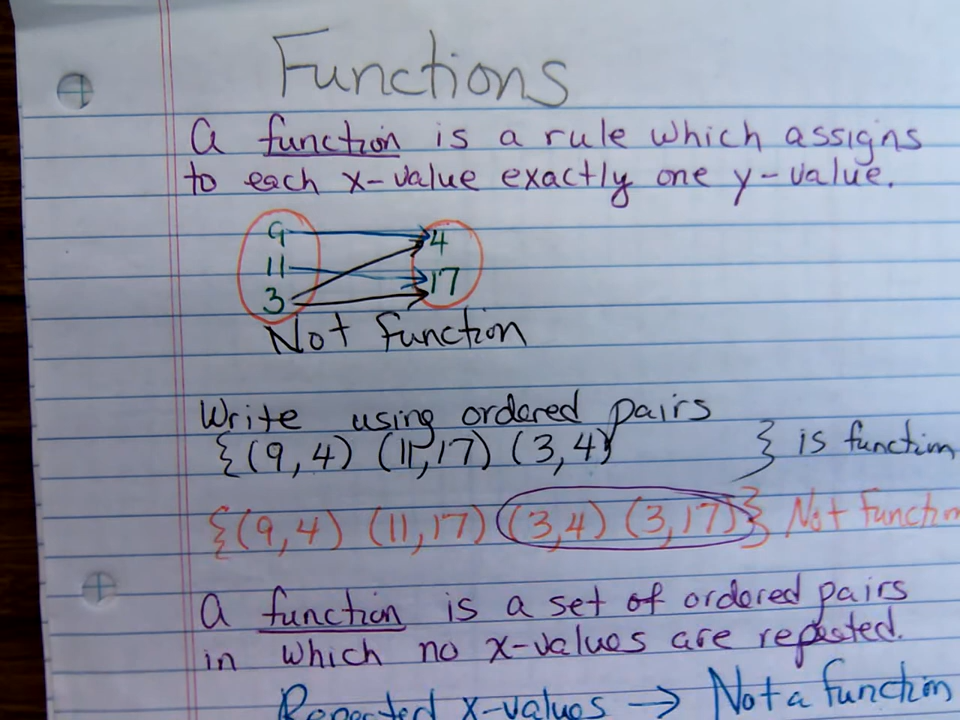 Functions
A function is a rule which assigns
to each x-value exactly one y-value.
9 4
11 17
3
Not Function
Write using ordered pairs
{(9,4) (11,17) (3,4) } is function
{(9,4) (11,17) (3,4) (3,17)} Not Function
A function is a set of ordered pairs
in which no x-values are repeated.
Repeated x-values → Not a function